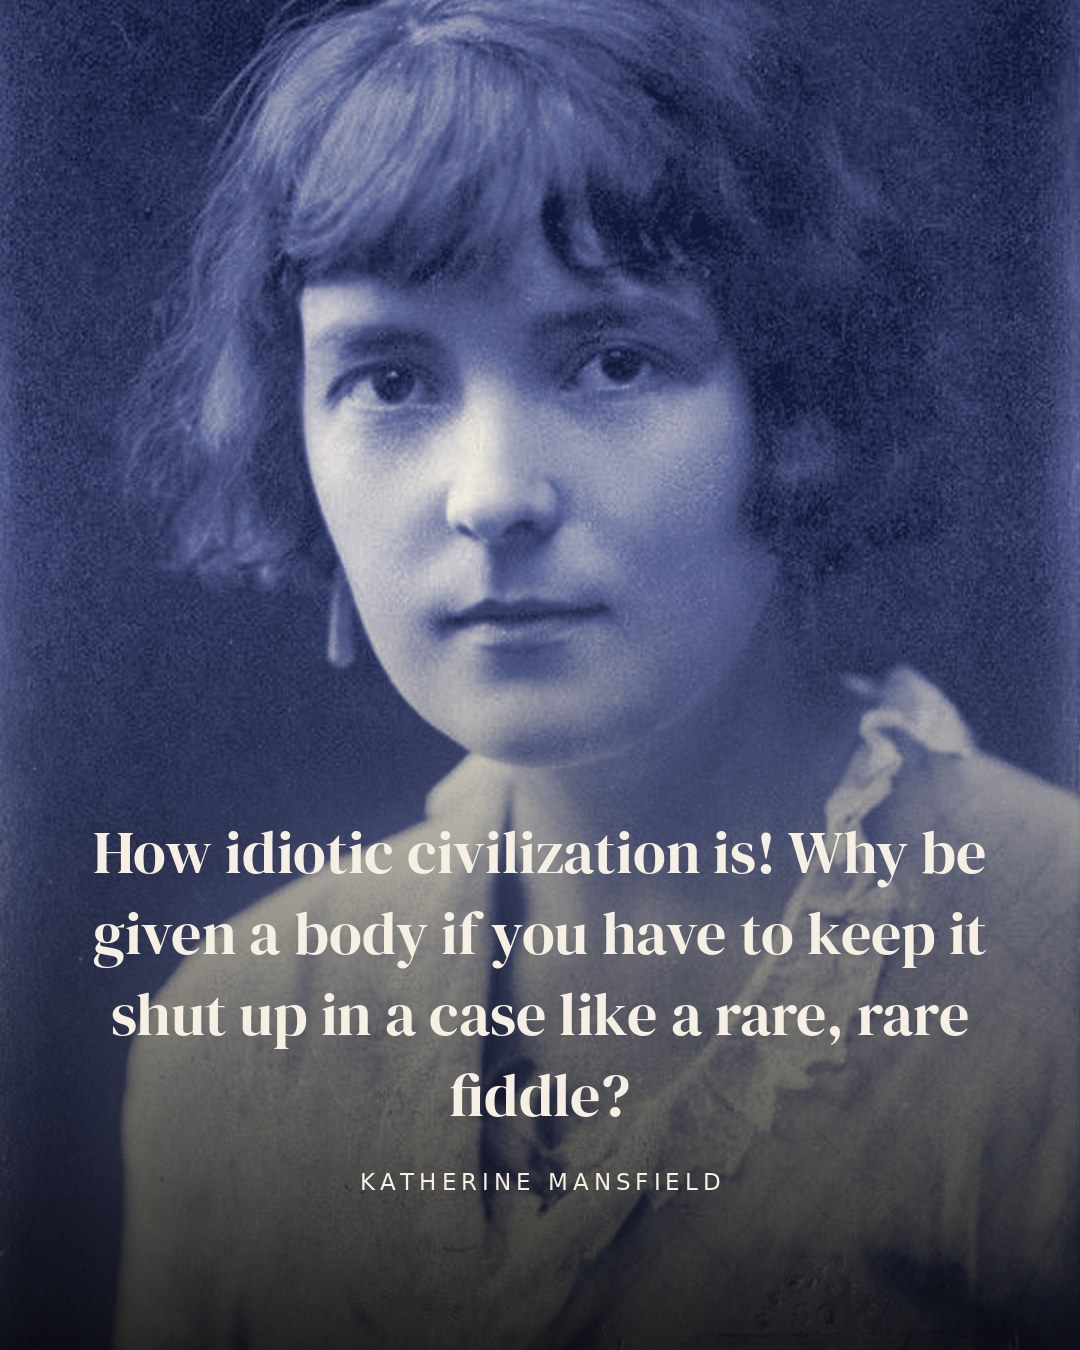 How idiotic civilization is! Why be
given a body if you have to keep it
shut up in a case like a rare, rare
fiddle?
KATHERINE MANSFIELD